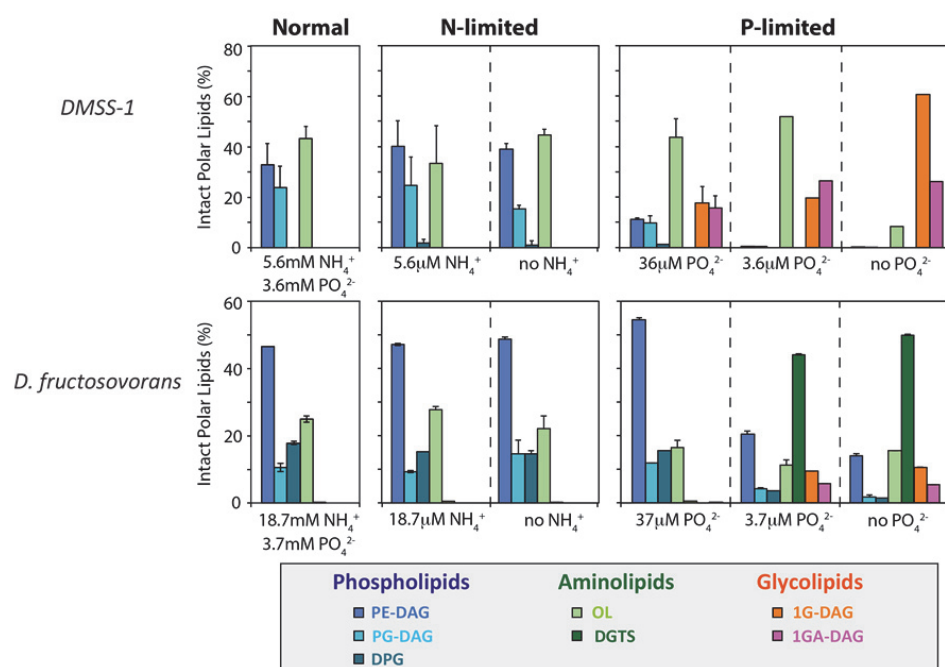 Normal N-limited P-limited
DMSS-1
Intact Polar Lipids (%)
80
60
40
20
0
5.6mM NH₄⁺ 5.6μM NH₄⁺ no NH₄⁺ 36μM PO₄²⁻ 3.6μM PO₄²⁻ no PO₄²⁻
3.6mM PO₄²⁻
D. fructosovorans
Intact Polar Lipids (%)
60
40
20
0
18.7mM NH₄⁺ 18.7μM NH₄⁺ no NH₄⁺ 37μM PO₄²⁻ 3.7μM PO₄²⁻ no PO₄²⁻
3.7mM PO₄²⁻
Phospholipids Aminolipids Glycolipids
PE-DAG OL 1G-DAG
PG-DAG DGTS 1GA-DAG
DPG